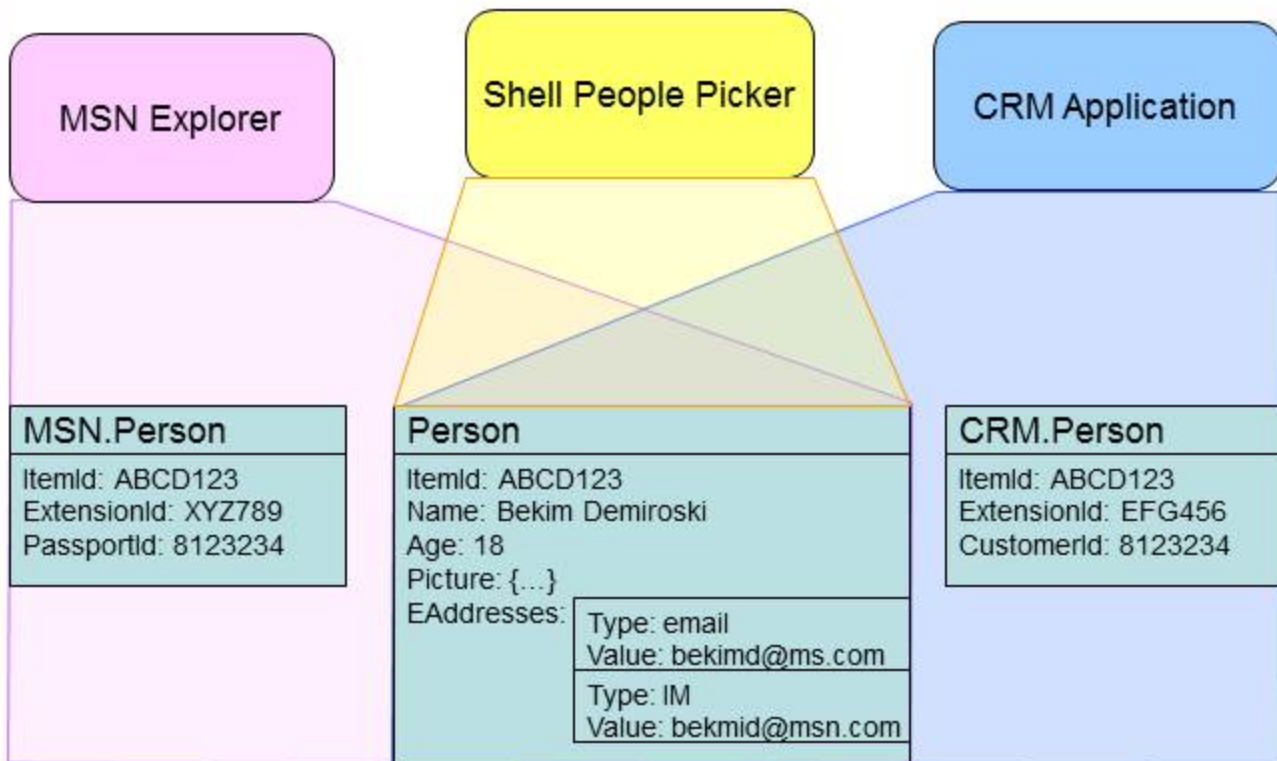 MSN Explorer
Shell People Picker
CRM Application
MSN.Person
ItemId: ABCD123
ExtensionId: XYZ789
PassportId: 8123234
Person
ItemId: ABCD123
Name: Bekim Demiroski
Age: 18
Picture: {…}
EAddresses:
Type: email
Value: bekimd@ms.com
Type: IM
Value: bekmid@msn.com
CRM.Person
ItemId: ABCD123
ExtensionId: EFG456
CustomerId: 8123234